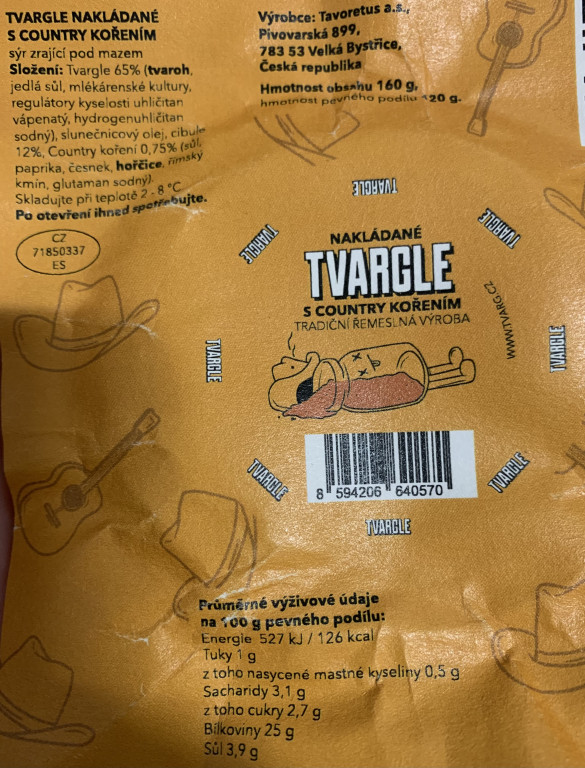 TVARGLE NAKLÁDANÉ
S COUNTRY KOŘENÍM
sýr zrající pod mazem
Složení: Tvargle 65% (tvaroh,
jedlá sůl, mlékárenské kultury,
regulátory kyselosti uhličitan
vápenatý, hydrogenuhličitan
sodný), slunečnicový olej, cibule
12%, Country koření 0,75% (sůl,
paprika, česnek, hořčice, římský
kmín, glutaman sodný).
Skladujte při teplotě 2 - 8 °C
Po otevření ihned spotřebujte.
CZ
71850337
ES
Výrobce: Tavoretus a.s.,
Pivovarská 899,
783 53 Velká Bystřice,
Česká republika
Hmotnost obsahu 160 g,
hmotnost pevného podílu 120 g.
TVARGLE
TVARGLE
TVARGLE
NAKLÁDANÉ
TVARGLE
S COUNTRY KOŘENÍM
TRADIČNÍ ŘEMESLNÁ VÝROBA
WWW.TVARG.CZ
TVARGLE
TVARGLE
8 594206 640570
TVARGLE
TVARGLE
TVARGLE
Průměrné výživové údaje
na 100 g pevného podílu:
Energie 527 kJ / 126 kcal
Tuky 1 g
z toho nasycené mastné kyseliny 0,5 g
Sacharidy 3,1 g
z toho cukry 2,7 g
Bílkoviny 25 g
Sůl 3,9 g